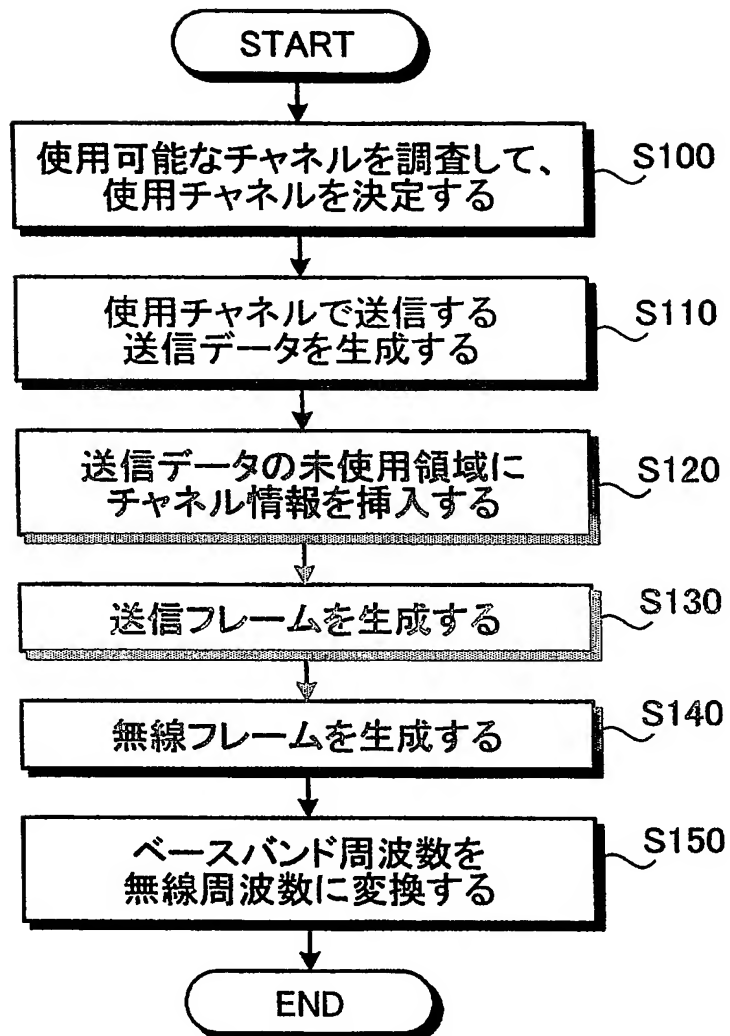 START
使用可能なチャネルを調査して、
使用チャネルを決定する
S100
使用チャネルで送信する
送信データを生成する
S110
送信データの未使用領域に
チャネル情報を挿入する
S120
送信フレームを生成する
S130
無線フレームを生成する
S140
ベースバンド周波数を
無線周波数に変換する
S150
END